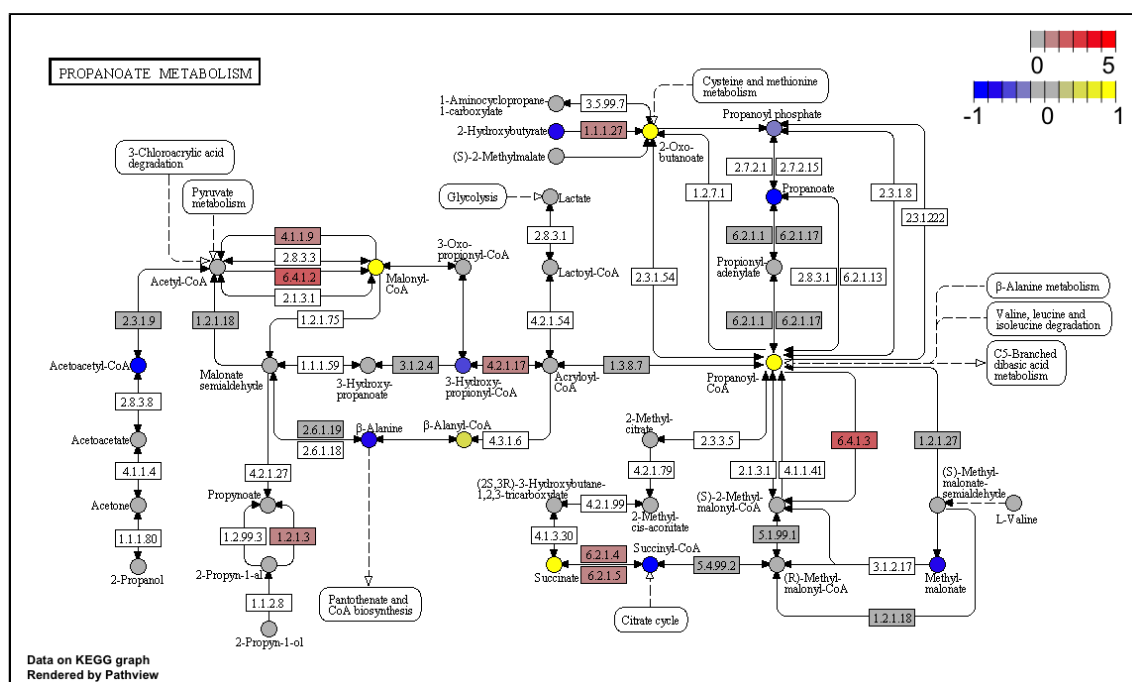 0 5
-1 0 1
PROPANOATE METABOLISM
Cysteine and methionine
metabolism
1-Aminocyclopropane
1-carboxylate
3.5.99.7
2-Hydroxybutyrate
1.1.1.27
2-Oxo-
butanoate
Propanoyl phosphate
(S)-2-Methylmalate
3-Chloroacrylic acid
degradation
Pyruvate
metabolism
Glycolysis
Lactate
2.7.2.1
2.7.2.15
1.2.7.1
2.3.1.8
Propanoate
2.3.1.222
4.1.1.9
2.8.3.3
6.4.1.2
2.1.3.1
Acetyl-CoA
Malonyl-
CoA
3-Oxo-
propionyl-CoA
2.8.3.1
Lactoyl-CoA
6.2.1.1
6.2.1.17
Propionyl-
adenylate
2.3.1.54
2.8.3.1
6.2.1.13
β-Alanine metabolism
Valine, leucine and
isoleucine degradation
C5-Branched
dibasic acid
metabolism
2.3.1.9
1.2.1.18
1.2.1.75
4.2.1.54
6.2.1.1
6.2.1.17
Acetoacetyl-CoA
Malonate
semialdehyde
1.1.1.59
3-Hydroxy-
propanoate
3.1.2.4
3-Hydroxy-
propionyl-CoA
4.2.1.17
Acryloyl-CoA
1.3.8.7
Propanoyl-
CoA
2.8.3.8
Acetoacetate
2.6.1.19
2.6.1.18
β-Alanine
β-Alanyl-CoA
4.3.1.6
2-Methyl-
citrate
2.3.3.5
6.4.1.3
1.2.1.27
4.1.1.4
Acetone
4.2.1.27
Propynoate
4.2.1.79
2.1.3.1
4.1.1.41
(2S,3R)-3-Hydroxybutane-
1,2,3-tricarboxylate
4.2.1.99
2-Methyl-
cis-aconitate
(S)-2-Methyl-
malonyl-CoA
(S)-Methyl-
malonate-
semialdehyde
L-Valine
1.1.1.80
2-Propanol
1.2.99.3
1.2.1.3
2-Propyn-1-al
4.1.3.30
5.1.99.1
6.2.1.4
6.2.1.5
Succinate
Succinyl-CoA
5.4.99.2
(R)-Methyl-
malonyl-CoA
3.1.2.17
Methyl-
malonate
1.1.2.8
2-Propyn-1-ol
Pantothenate and
CoA biosynthesis
Citrate cycle
1.2.1.18
Data on KEGG graph
Rendered by Pathview